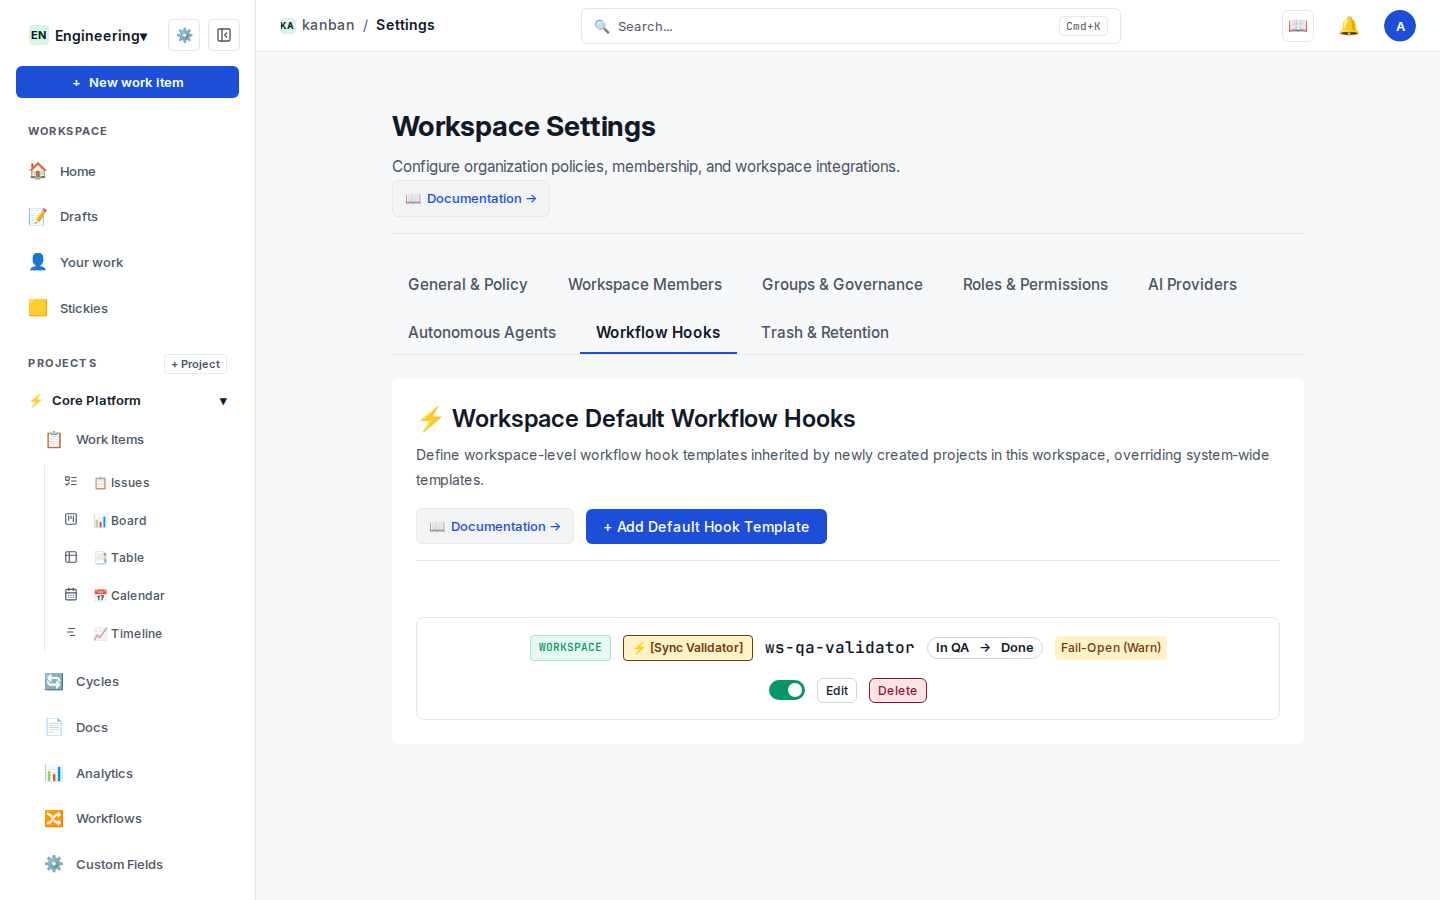 EN Engineering▾
+ New work item
WORKSPACE
Home
Drafts
Your work
Stickies
PROJECTS
+ Project
Core Platform ▾
Work Items
Issues
Board
Table
Calendar
Timeline
Cycles
Docs
Analytics
Workflows
Custom Fields
KA kanban / Settings
Search...
Cmd+K
A
Workspace Settings
Configure organization policies, membership, and workspace integrations.
Documentation →
General & Policy
Workspace Members
Groups & Governance
Roles & Permissions
AI Providers
Autonomous Agents
Workflow Hooks
Trash & Retention
⚡ Workspace Default Workflow Hooks
Define workspace-level workflow hook templates inherited by newly created projects in this workspace, overriding system-wide
templates.
Documentation →
+ Add Default Hook Template
WORKSPACE
⚡ [Sync Validator]
ws-qa-validator
In QA → Done
Fail-Open (Warn)
Edit
Delete